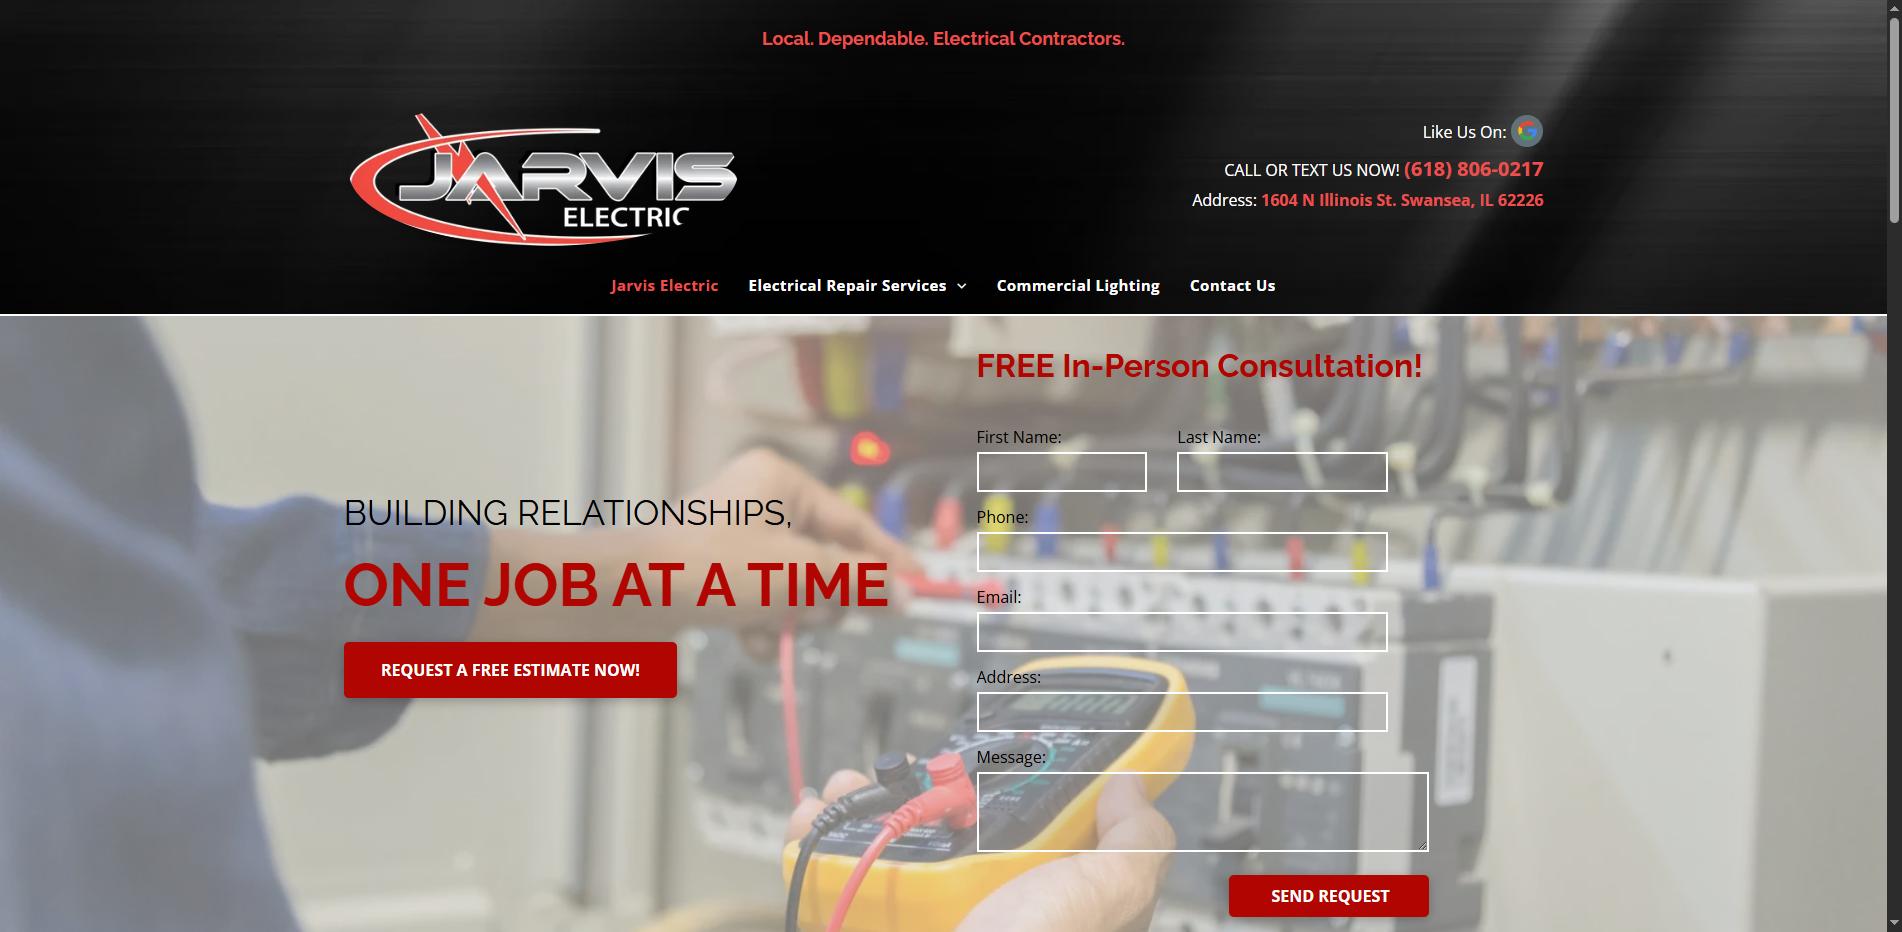 Local. Dependable. Electrical Contractors.
JARVIS
ELECTRIC
Like Us On:
CALL OR TEXT US NOW! (618) 806-0217
Address: 1604 N Illinois St. Swansea, IL 62226
Jarvis Electric Electrical Repair Services Commercial Lighting Contact Us
FREE In-Person Consultation!
First Name: Last Name:
Phone:
Email:
Address:
Message:
SEND REQUEST
BUILDING RELATIONSHIPS,
ONE JOB AT A TIME
REQUEST A FREE ESTIMATE NOW!